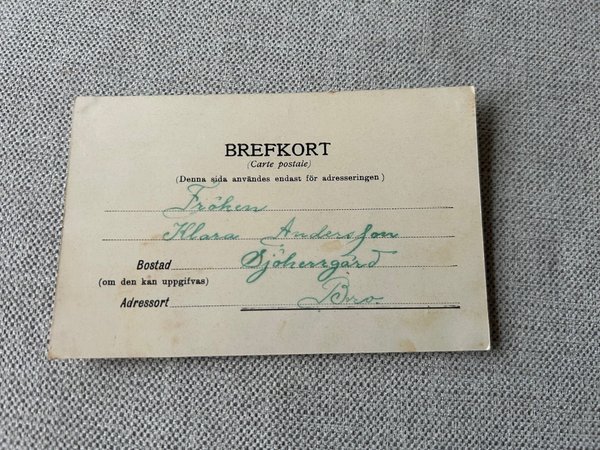 BREFKORT
(Carte postale)
(Denna sida användes endast för adresseringen)
Fröken
Klara Andersson
Bostad Sjöherrgård
(om den kan uppgifvas)
Adressort Bro